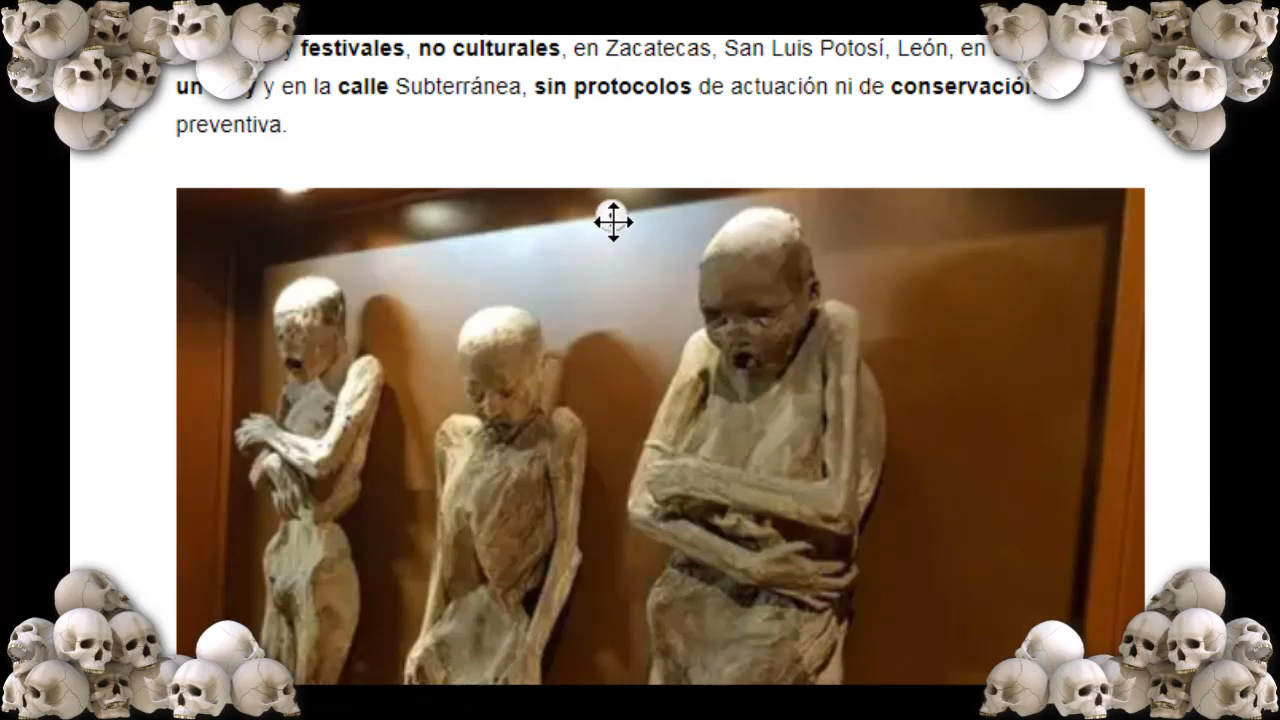 festivales, no culturales, en Zacatecas, San Luis Potosí, León, en
un y en la calle Subterránea, sin protocolos de actuación ni de conservación
preventiva.